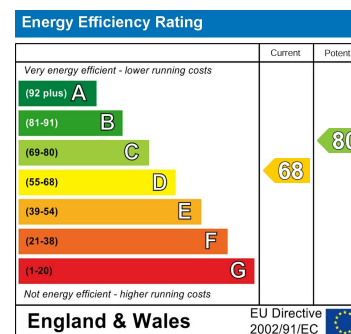 Energy Efficiency Rating
Current Potent
Very energy efficient - lower running costs
(92 plus) A
(81-91) B
(69-80) C
80
(55-68) D
68
(39-54) E
(21-38) F
(1-20) G
Not energy efficient - higher running costs
England & Wales
EU Directive
2002/91/EC